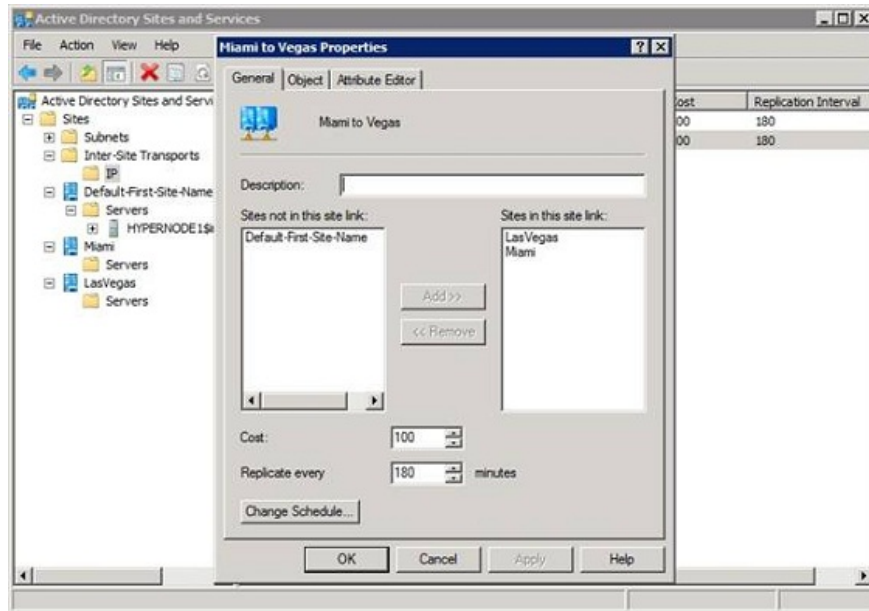 Active Directory Sites and Services
File Action View Help
Active Directory Sites and Servi
Sites
Subnets
Inter-Site Transports
IP
Default-First-Site-Name
Servers
HYPERNODE1
Miami
Servers
LasVegas
Servers
Miami to Vegas Properties
General Object Attribute Editor
Miami to Vegas
Description:
Sites not in this site link:
Default-First-Site-Name
Sites in this site link:
LasVegas
Miami
Add >>
<< Remove
Cost: 100
Replicate every 180 minutes
Change Schedule...
OK Cancel Apply Help
ost Replication Interval
00 180
00 180